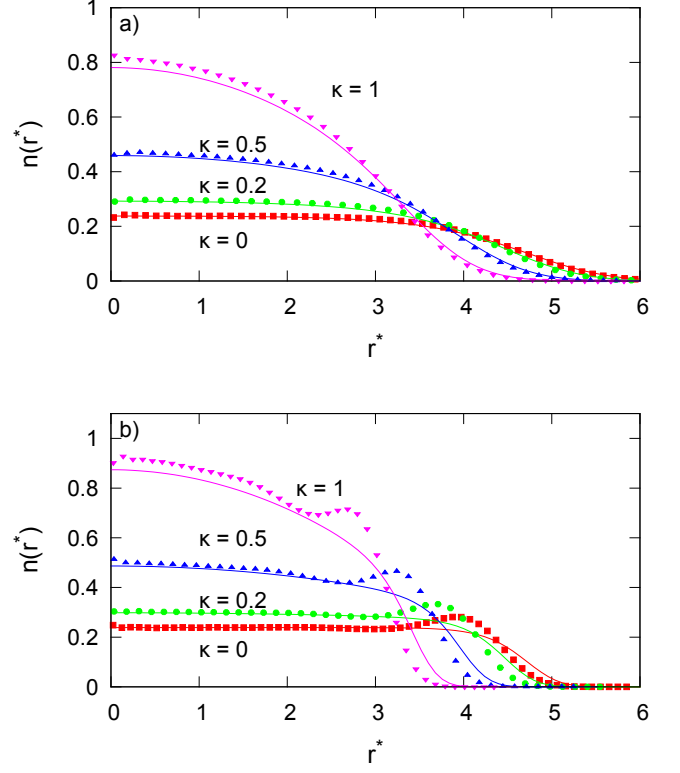 a)
1
0.8
0.6
0.4
0.2
0
n(r*)
κ = 1
κ = 0.5
κ = 0.2
κ = 0
0 1 2 3 4 5 6
r*
b)
1
0.8
0.6
0.4
0.2
0
n(r*)
κ = 1
κ = 0.5
κ = 0.2
κ = 0
0 1 2 3 4 5 6
r*